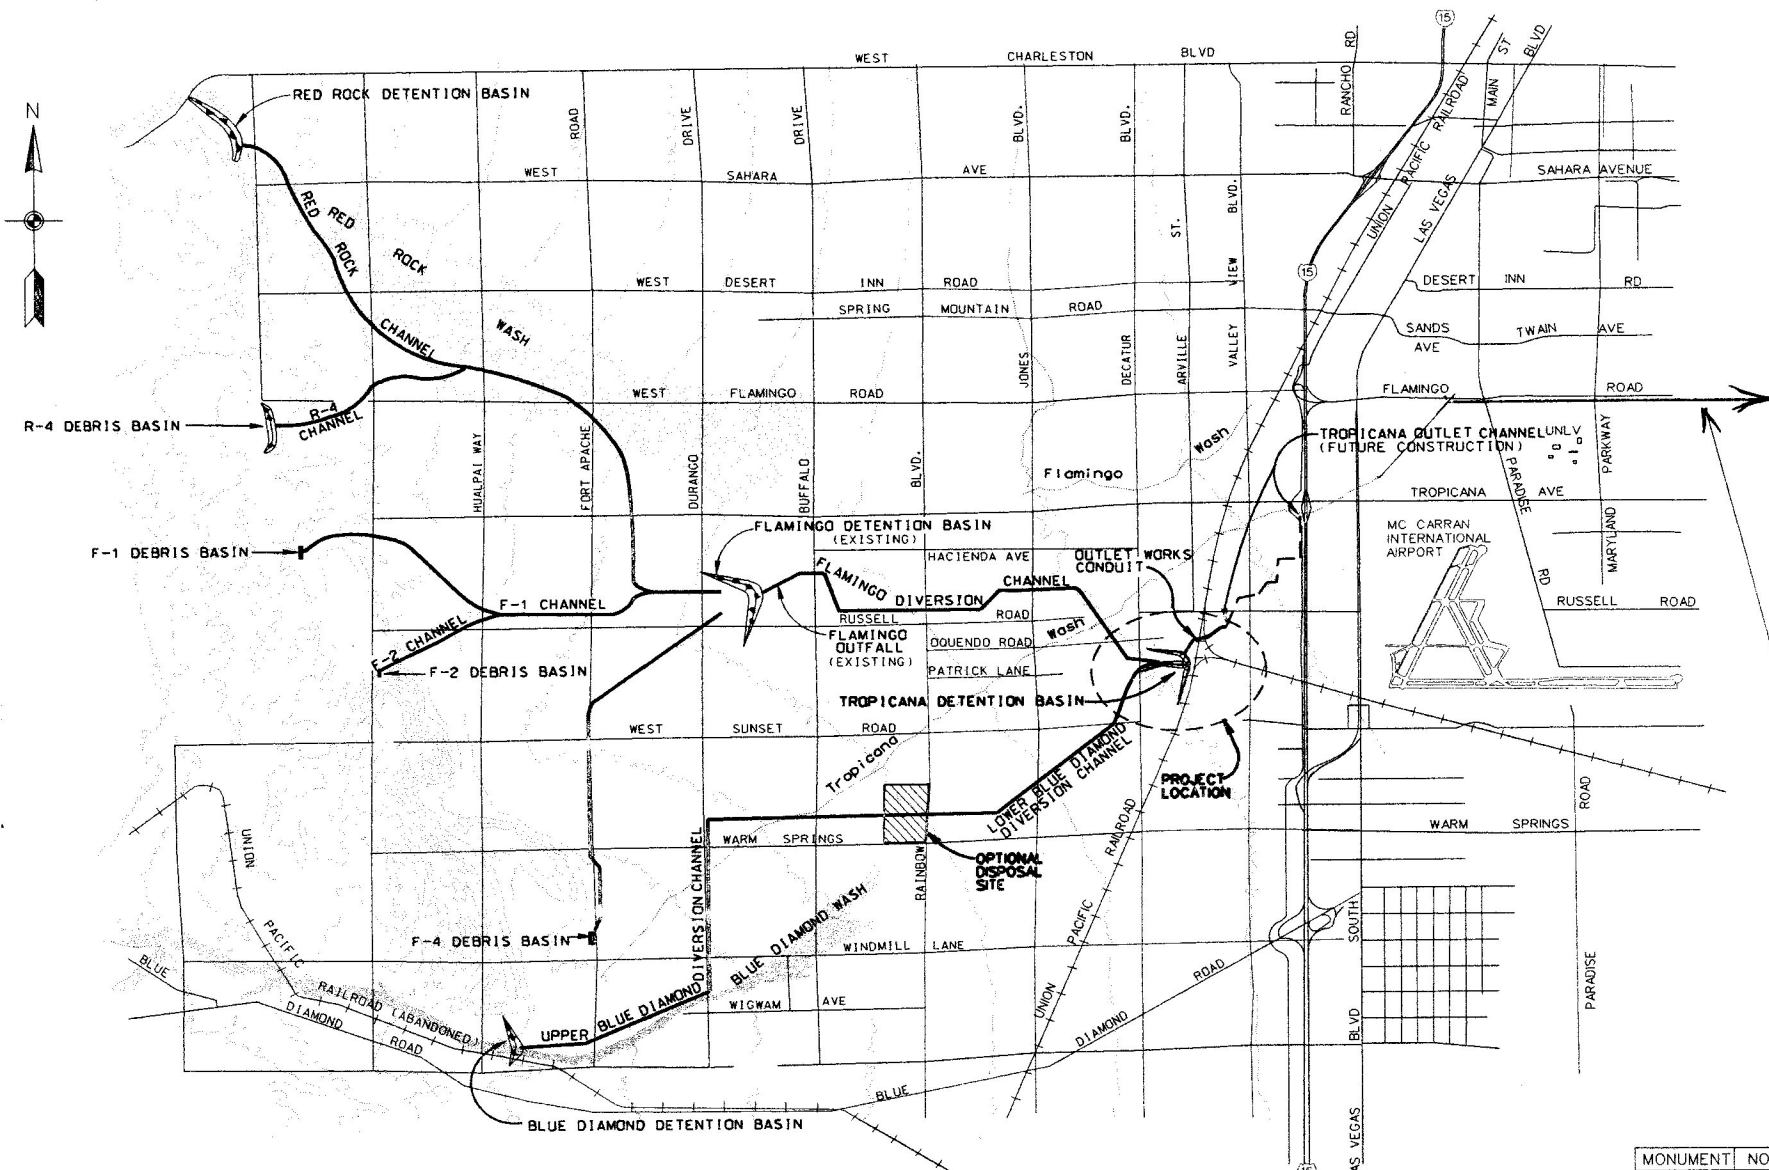 15
WEST CHARLESTON BLVD
RANCHO RD
MAIN ST
BLVD
N
RED ROCK DETENTION BASIN
ROAD
DRIVE
DRIVE
BLVD.
BLVD.
UNION PACIFIC RAILROAD
WEST SAHARA AVE
SAHARA AVENUE
RED ROCK CHANNEL
RED ROCK WASH
ST.
VIEW BLVD.
LAS VEGAS
15
WEST DESERT INN ROAD
DESERT INN RD
SPRING MOUNTAIN ROAD
SANDS AVE
TWAIN AVE
JONES
DECATUR
ARVILLE
VALLEY
WEST FLAMINGO ROAD
FLAMINGO ROAD
R-4 DEBRIS BASIN
R-4 CHANNEL
HUALPAI WAY
FORT APACHE
DURANGO
BUFFALO
BLVD.
Flamingo Wash
TROPICANA OUTLET CHANNEL
(FUTURE CONSTRUCTION)
UNLV
PARADISE RD
PARKWAY
MARYLAND
TROPICANA AVE
MC CARRAN
INTERNATIONAL
AIRPORT
FLAMINGO DETENTION BASIN
(EXISTING)
HACIENDA AVE
OUTLET WORKS
CONDUIT
F-1 DEBRIS BASIN
FLAMINGO DIVERSION CHANNEL
F-1 CHANNEL
RUSSELL ROAD
RUSSELL ROAD
F-2 CHANNEL
FLAMINGO
OUTFALL
(EXISTING)
OQUENDO ROAD
Wash
PATRICK LANE
F-2 DEBRIS BASIN
TROPICANA DETENTION BASIN
WEST SUNSET ROAD
Tropicana
LOWER BLUE DIAMOND
DIVERSION CHANNEL
PROJECT
LOCATION
ROAD
WARM SPRINGS
WARM SPRINGS
RAILROAD
OPTIONAL
DISPOSAL
SITE
RAINBOW
UNION
PACIFIC
RAILROAD (ABANDONED)
F-4 DEBRIS BASIN
DIVERSION CHANNEL
BLUE DIAMOND WASH
WINDMILL LANE
PACIFIC
UNION
SOUTH
BLUE
DIAMOND
ROAD
WIGWAM AVE
UPPER BLUE DIAMOND
ROAD
DIAMOND
BLUE
PARADISE
BLVD
BLUE DIAMOND DETENTION BASIN
AS VEGAS
15
MONUMENT NO